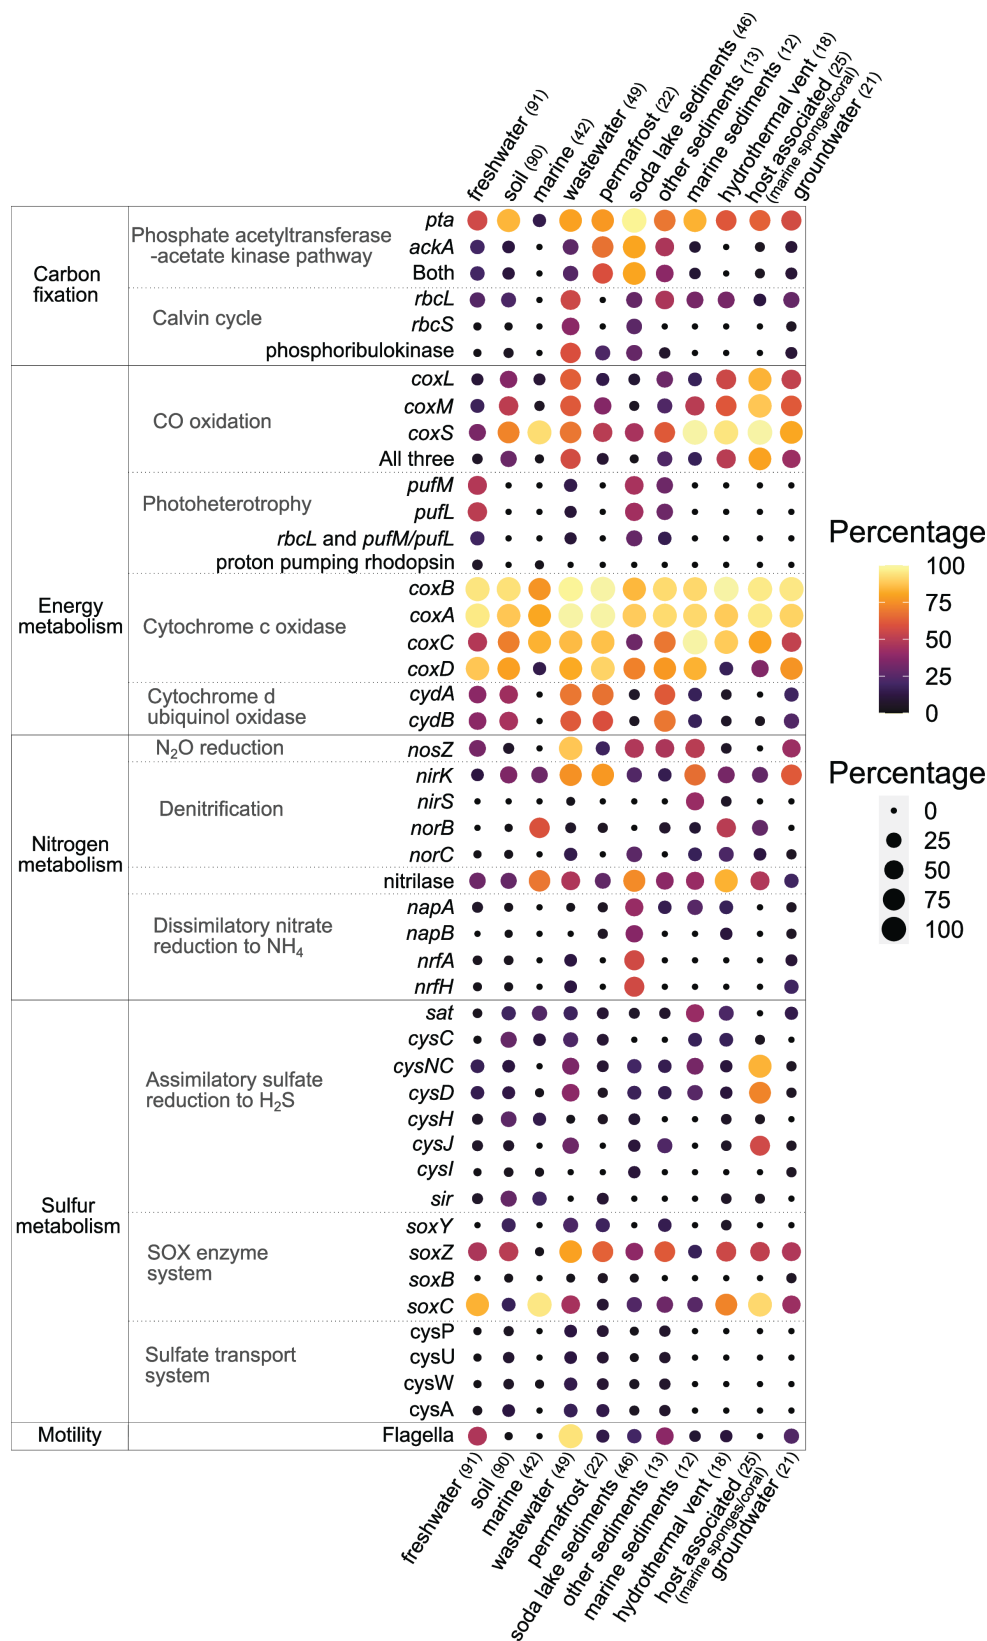 freshwater (91)
soil (90)
marine (42)
wastewater (49)
permafrost (22)
soda lake sediments (46)
other sediments (13)
marine sediments (12)
hydrothermal vent (18)
host associated (25)
(marine sponges/coral)
groundwater (21)
Carbon
fixation
Phosphate acetyltransferase
-acetate kinase pathway
pta
ackA
Both
Calvin cycle
rbcL
rbcS
phosphoribulokinase
Energy
metabolism
CO oxidation
coxL
coxM
coxS
All three
Photoheterotrophy
pufM
pufL
rbcL and pufM/pufL
proton pumping rhodopsin
Cytochrome c oxidase
coxB
coxA
coxC
coxD
Cytochrome d
ubiquinol oxidase
cydA
cydB
Nitrogen
metabolism
N₂O reduction
nosZ
Denitrification
nirK
nirS
norB
norC
nitrilase
Dissimilatory nitrate
reduction to NH₄
napA
napB
nrfA
nrfH
Sulfur
metabolism
Assimilatory sulfate
reduction to H₂S
sat
cysC
cysNC
cysD
cysH
cysJ
cysI
sir
SOX enzyme
system
soxY
soxZ
soxB
soxC
Sulfate transport
system
cysP
cysU
cysW
cysA
Motility
Flagella
freshwater (91)
soil (90)
marine (42)
wastewater (49)
permafrost (22)
soda lake sediments (46)
other sediments (13)
marine sediments (12)
hydrothermal vent (18)
host associated (25)
(marine sponges/coral)
groundwater (21)
Percentage
100
75
50
25
0
Percentage
0
25
50
75
100